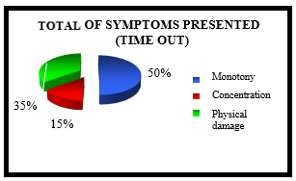 TOTAL OF SYMPTOMS PRESENTED
(TIME OUT)
50%
35%
15%
Monotony
Concentration
Physical
damage